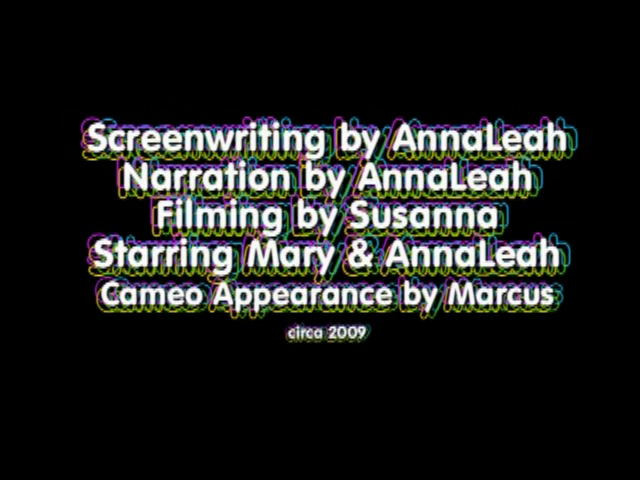 Screenwriting by AnnaLeah
Narration by AnnaLeah
Filming by Susanna
Starring Mary & AnnaLeah
Cameo Appearance by Marcus
circa 2009